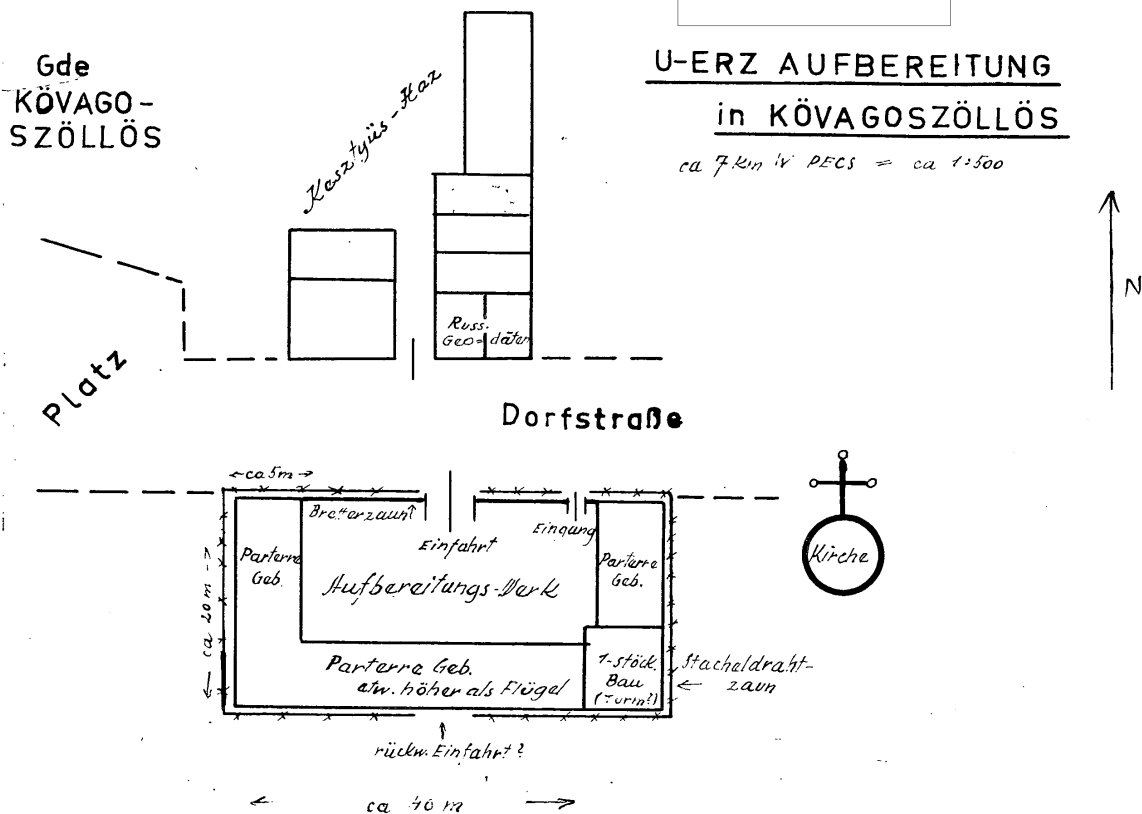 Gde
KÖVAGO-
SZÖLLÖS
Kesztyüs-Haz
U-ERZ AUFBEREITUNG
in KÖVAGOSZÖLLÖS
ca 7 km W PECS = ca 1:500
N
Russ.
Geo= däten
Platz
Dorfstraße
← ca 5m →
Bretterzaun↑
Einfahrt
Eingang
Kirche
Parterre
Geb.
Parterre
Geb.
Aufbereitungs-Werk
← ca 20 m →
Parterre Geb.
etw. höher als Flügel
1-stöck.
Bau
(Turm!)
Stacheldraht-
← zaun
↑
rückw. Einfahrt?
← ca 40 m →